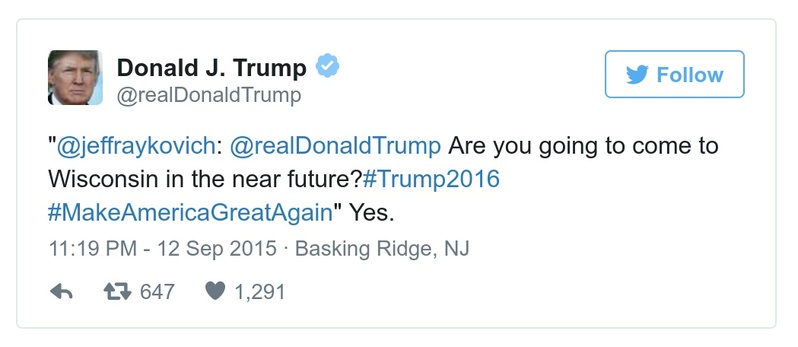 Donald J. Trump
Follow
@realDonaldTrump
"@jeffraykovich: @realDonaldTrump Are you going to come to
Wisconsin in the near future?#Trump2016
#MakeAmericaGreatAgain" Yes.
11:19 PM - 12 Sep 2015 · Basking Ridge, NJ
647 1,291